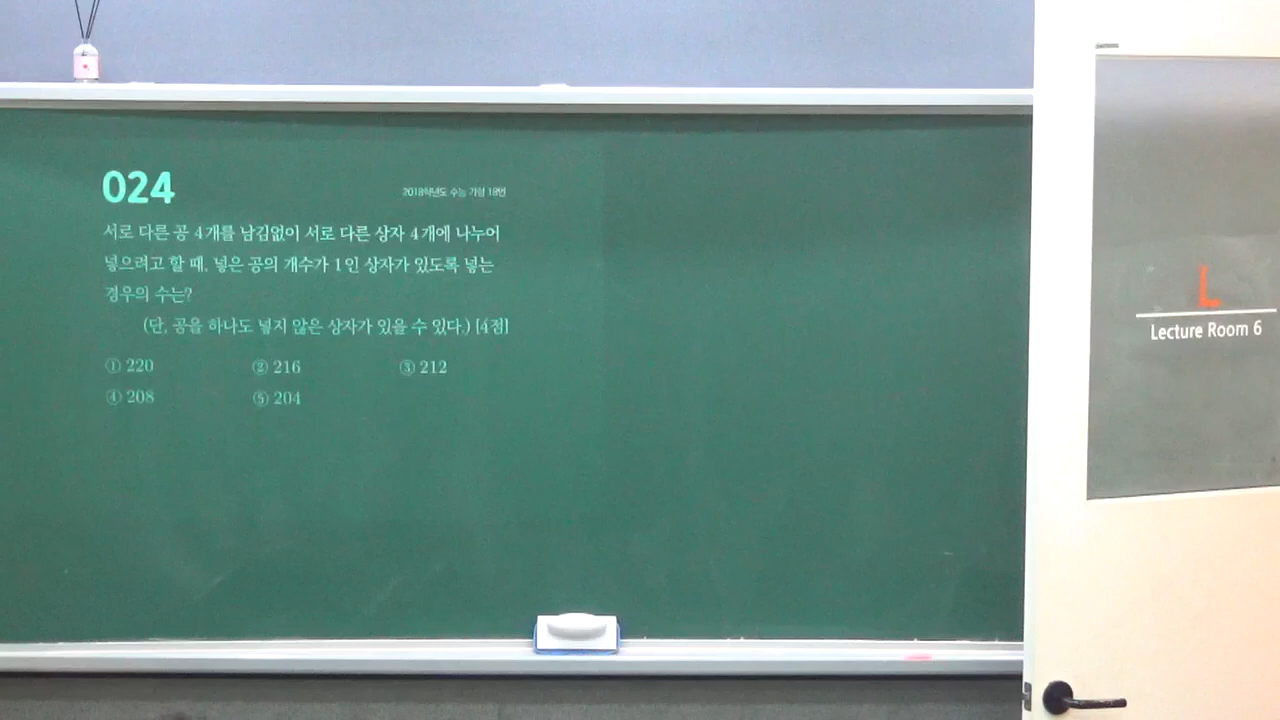 024
2018학년도 수능 가형 18번
서로 다른 공 4개를 남김없이 서로 다른 상자 4개에 나누어
넣으려고 할 때, 넣은 공의 개수가 1인 상자가 있도록 넣는
경우의 수는?
(단, 공을 하나도 넣지 않은 상자가 있을 수 있다.) [4점]
① 220 ② 216 ③ 212
④ 208 ⑤ 204
L
Lecture Room 6